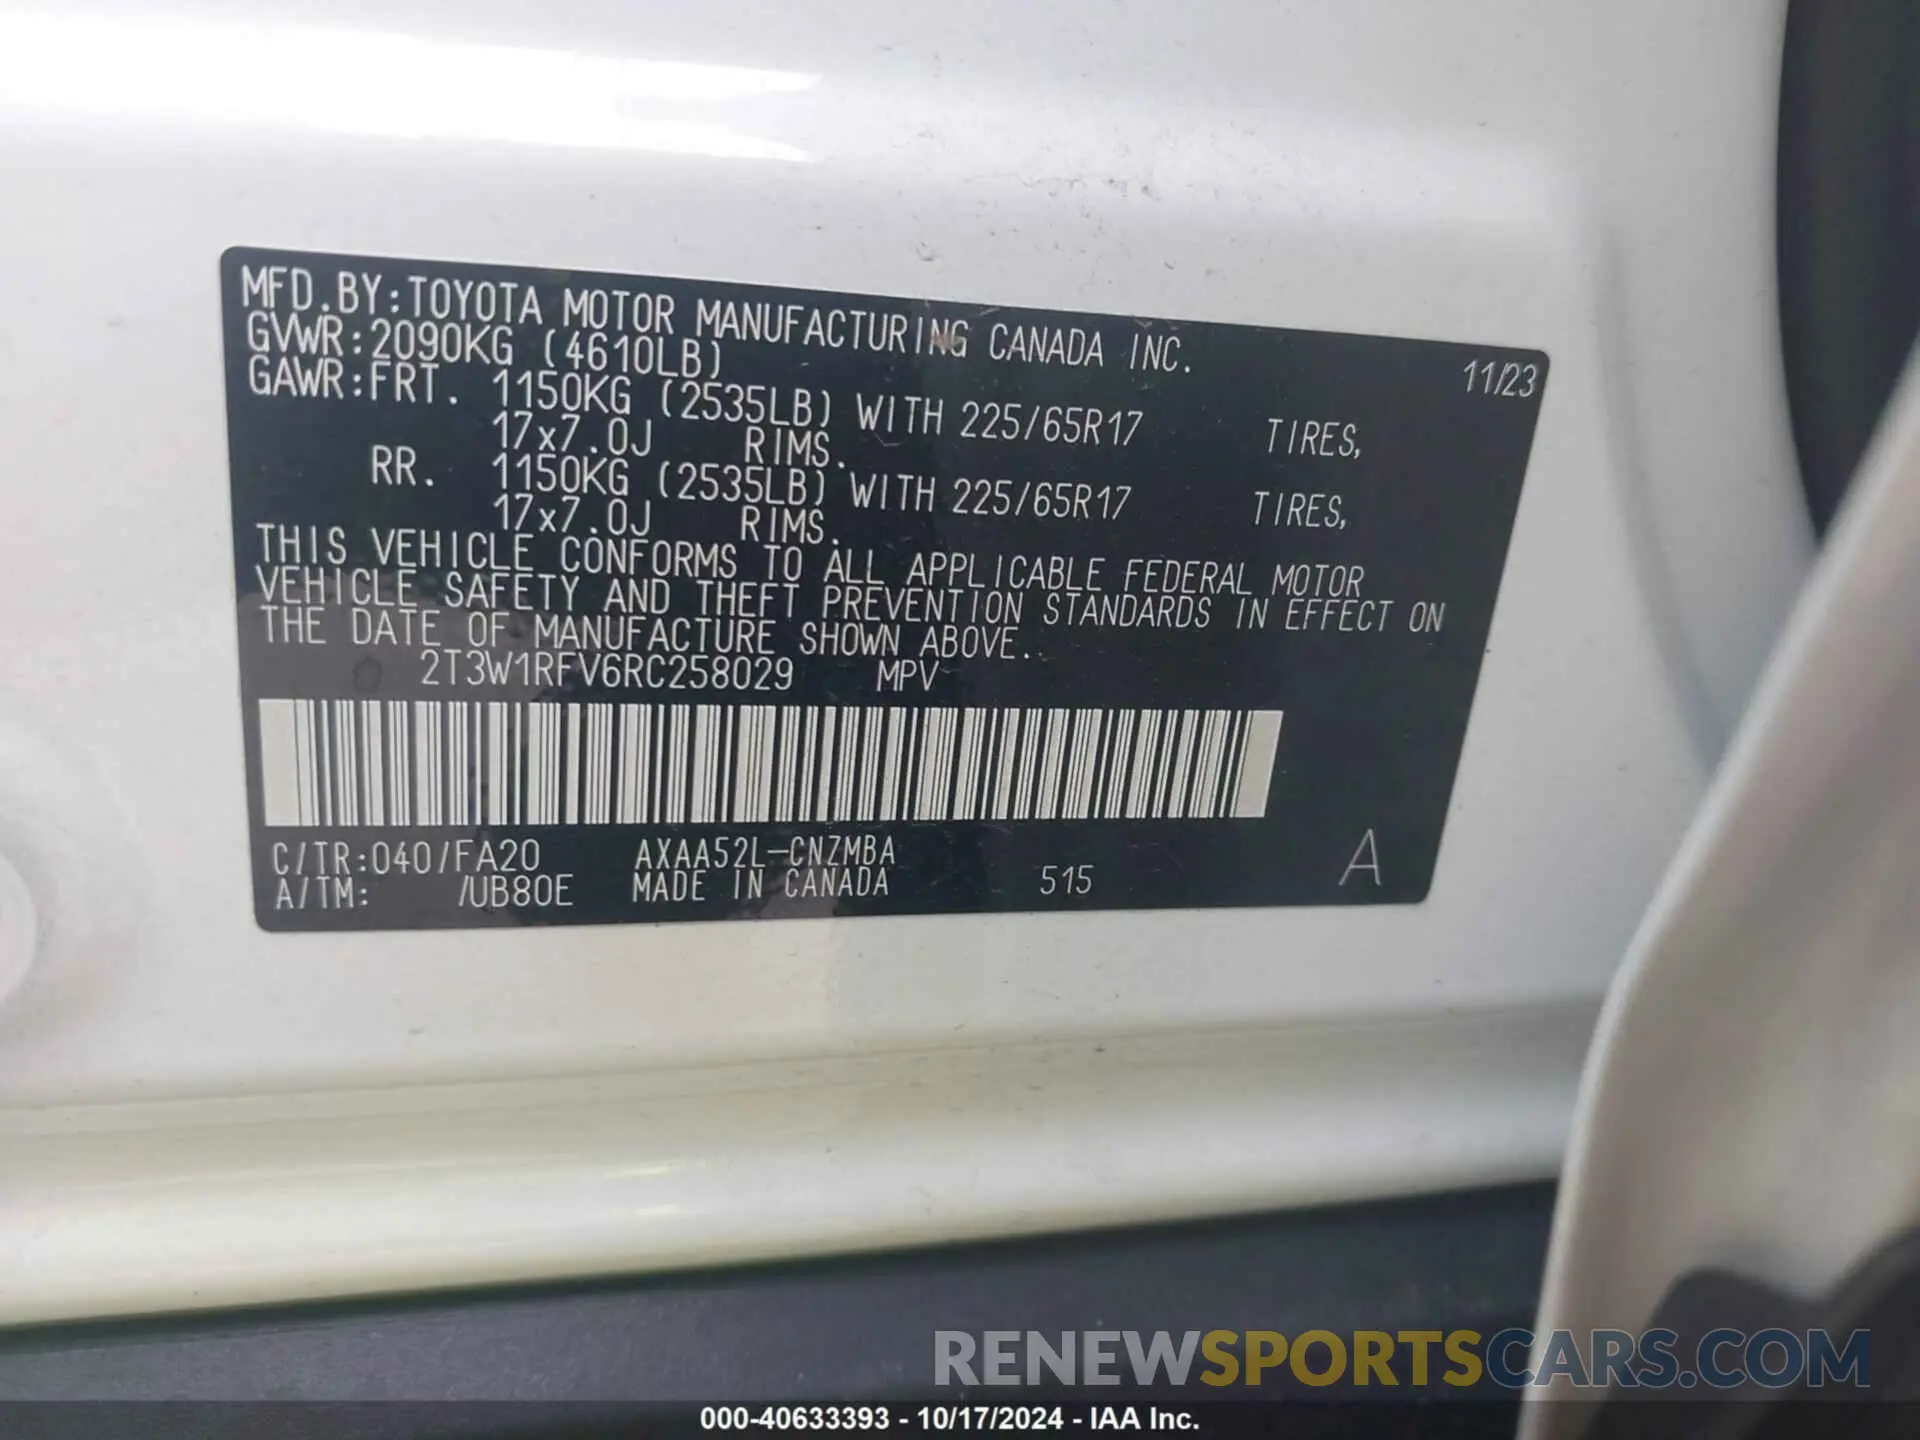 MFD.BY:TOYOTA MOTOR MANUFACTURING CANADA INC.
11/23
GVWR:2090KG (4610LB)
GAWR:FRT. 1150KG (2535LB) WITH 225/65R17 TIRES,
17x7.0J RIMS.
RR. 1150KG (2535LB) WITH 225/65R17 TIRES,
17x7.0J RIMS.
THIS VEHICLE CONFORMS TO ALL APPLICABLE FEDERAL MOTOR
VEHICLE SAFETY AND THEFT PREVENTION STANDARDS IN EFFECT ON
THE DATE OF MANUFACTURE SHOWN ABOVE.
2T3W1RFV6RC258029 MPV
C/TR:040/FA20 AXAA52L-CNZMBA
A/TM: /UB80E MADE IN CANADA 515 A
RENEWSPORTSCARS.COM
000-40633393 - 10/17/2024 - IAA Inc.